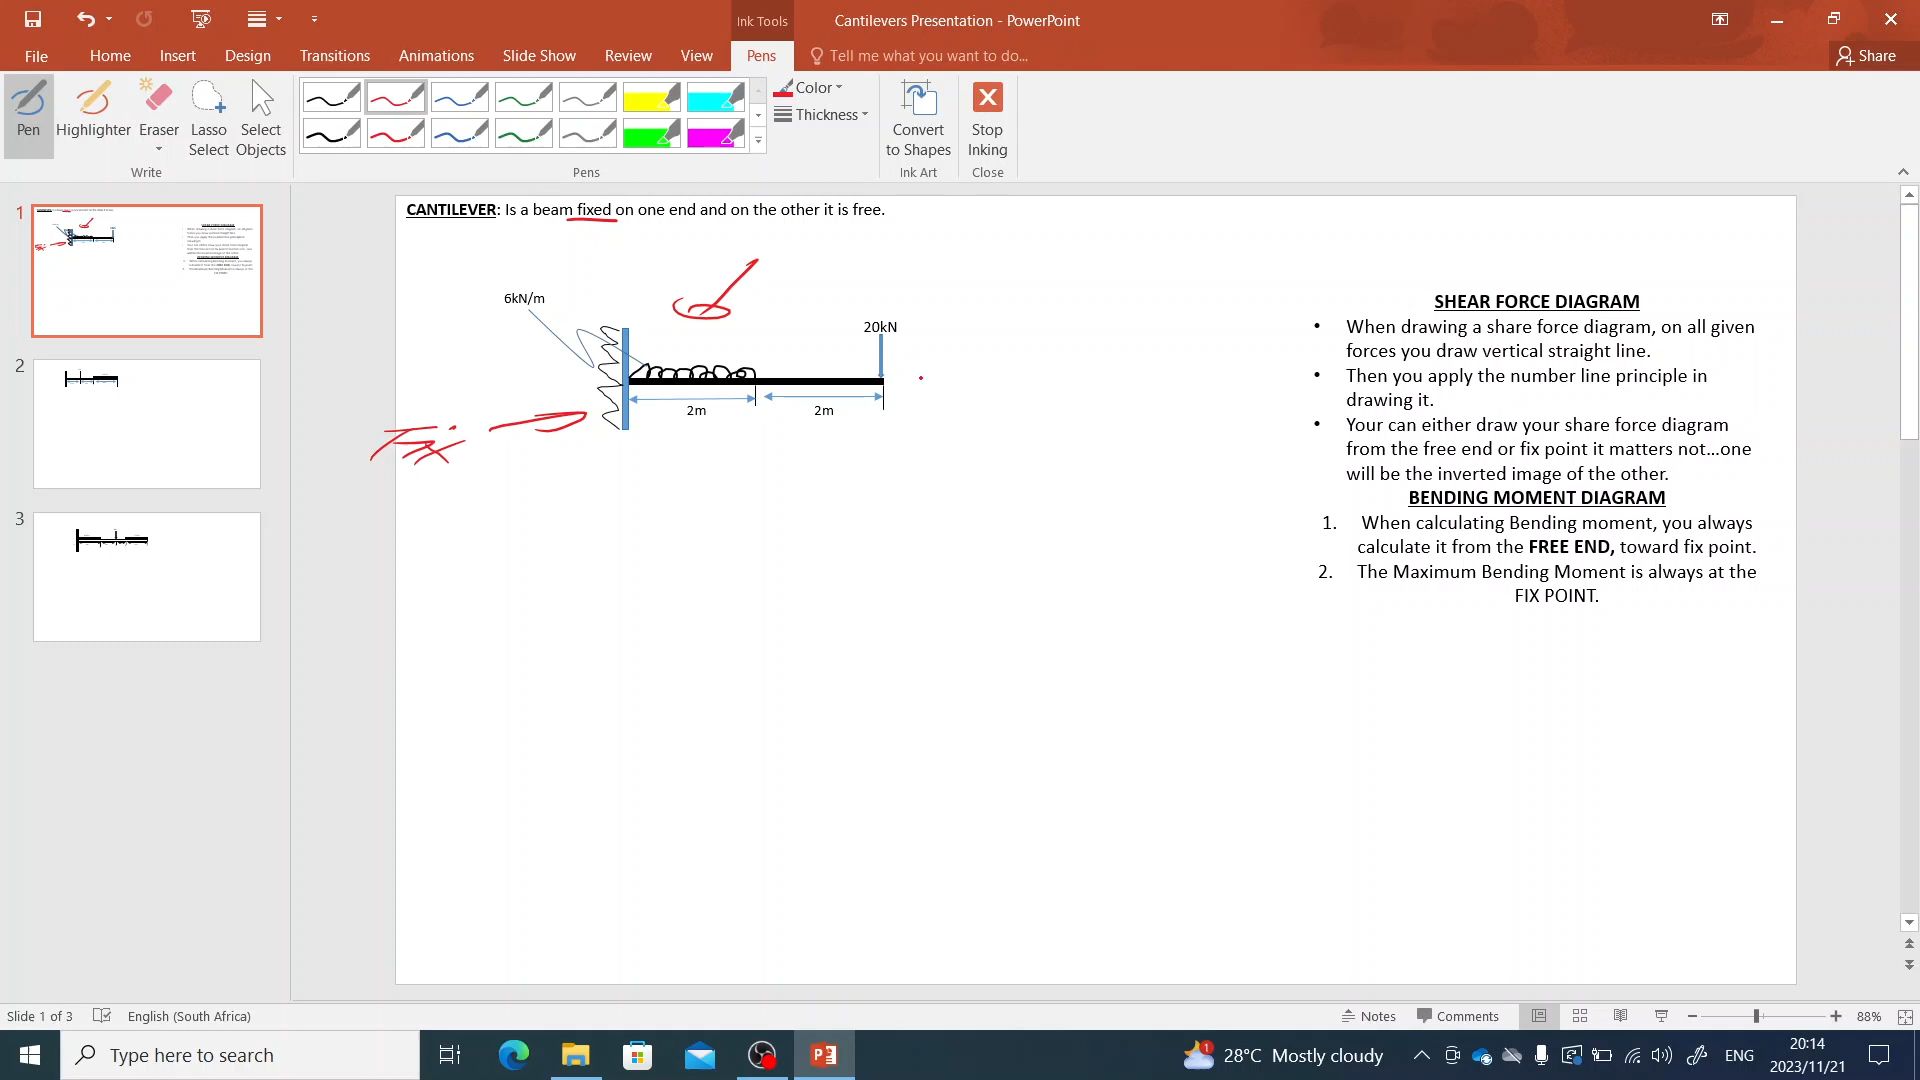 Ink Tools
Cantilevers Presentation - PowerPoint
File Home Insert Design Transitions Animations Slide Show Review View Pens Tell me what you want to do... Share
Pen Highlighter Eraser Lasso Select Select Objects
Color
Thickness
Convert to Shapes
Stop Inking
Write Pens Ink Art Close
1
2
3
CANTILEVER: Is a beam fixed on one end and on the other it is free.
6kN/m
20kN
2m 2m
Fix
SHEAR FORCE DIAGRAM
• When drawing a share force diagram, on all given
forces you draw vertical straight line.
• Then you apply the number line principle in
drawing it.
• Your can either draw your share force diagram
from the free end or fix point it matters not...one
will be the inverted image of the other.
BENDING MOMENT DIAGRAM
1. When calculating Bending moment, you always
calculate it from the FREE END, toward fix point.
2. The Maximum Bending Moment is always at the
FIX POINT.
Slide 1 of 3 English (South Africa) Notes Comments 88%
Type here to search
1
28°C Mostly cloudy
ENG
20:14
2023/11/21